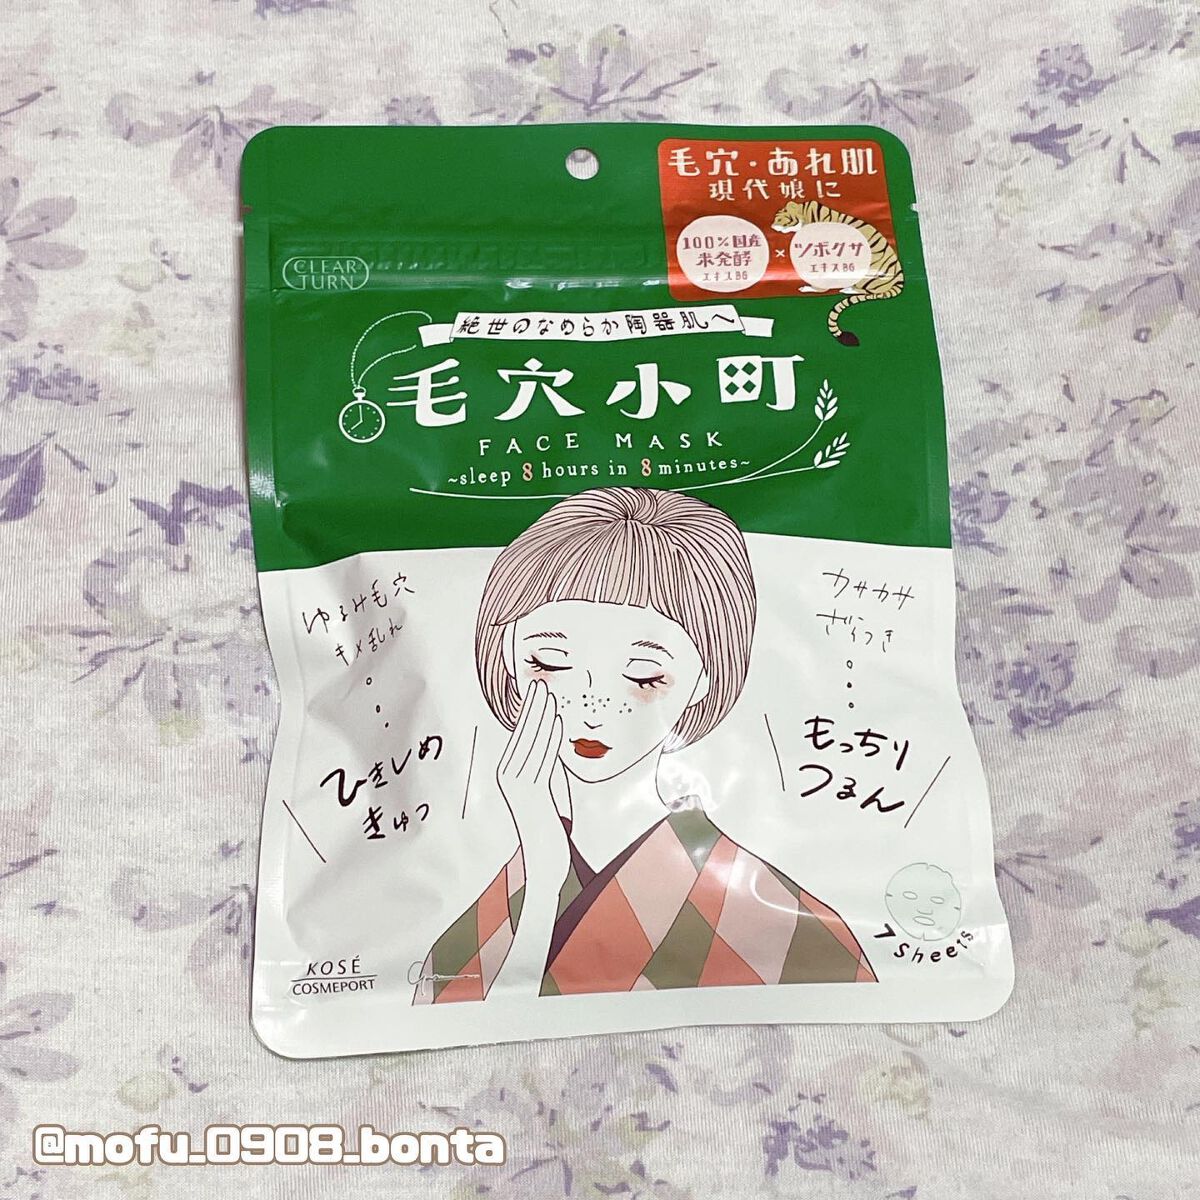 毛穴・あれ肌
現代娘に
100%国産
米発酵
エキスBG
×
ツボクサ
エキスBG
CICA
CLEAR
TURN
絶世のなめらか陶器肌へ
毛穴小町
FACE MASK
~sleep 8 hours in 8 minutes~
ゆるみ毛穴
キメ乱れ
ひきしめ
きゅっ
カサカサ
ざらつき
もっちり
つるん
7 sheets
KOSÉ
COSMEPORT
@mofu_0908_bonta